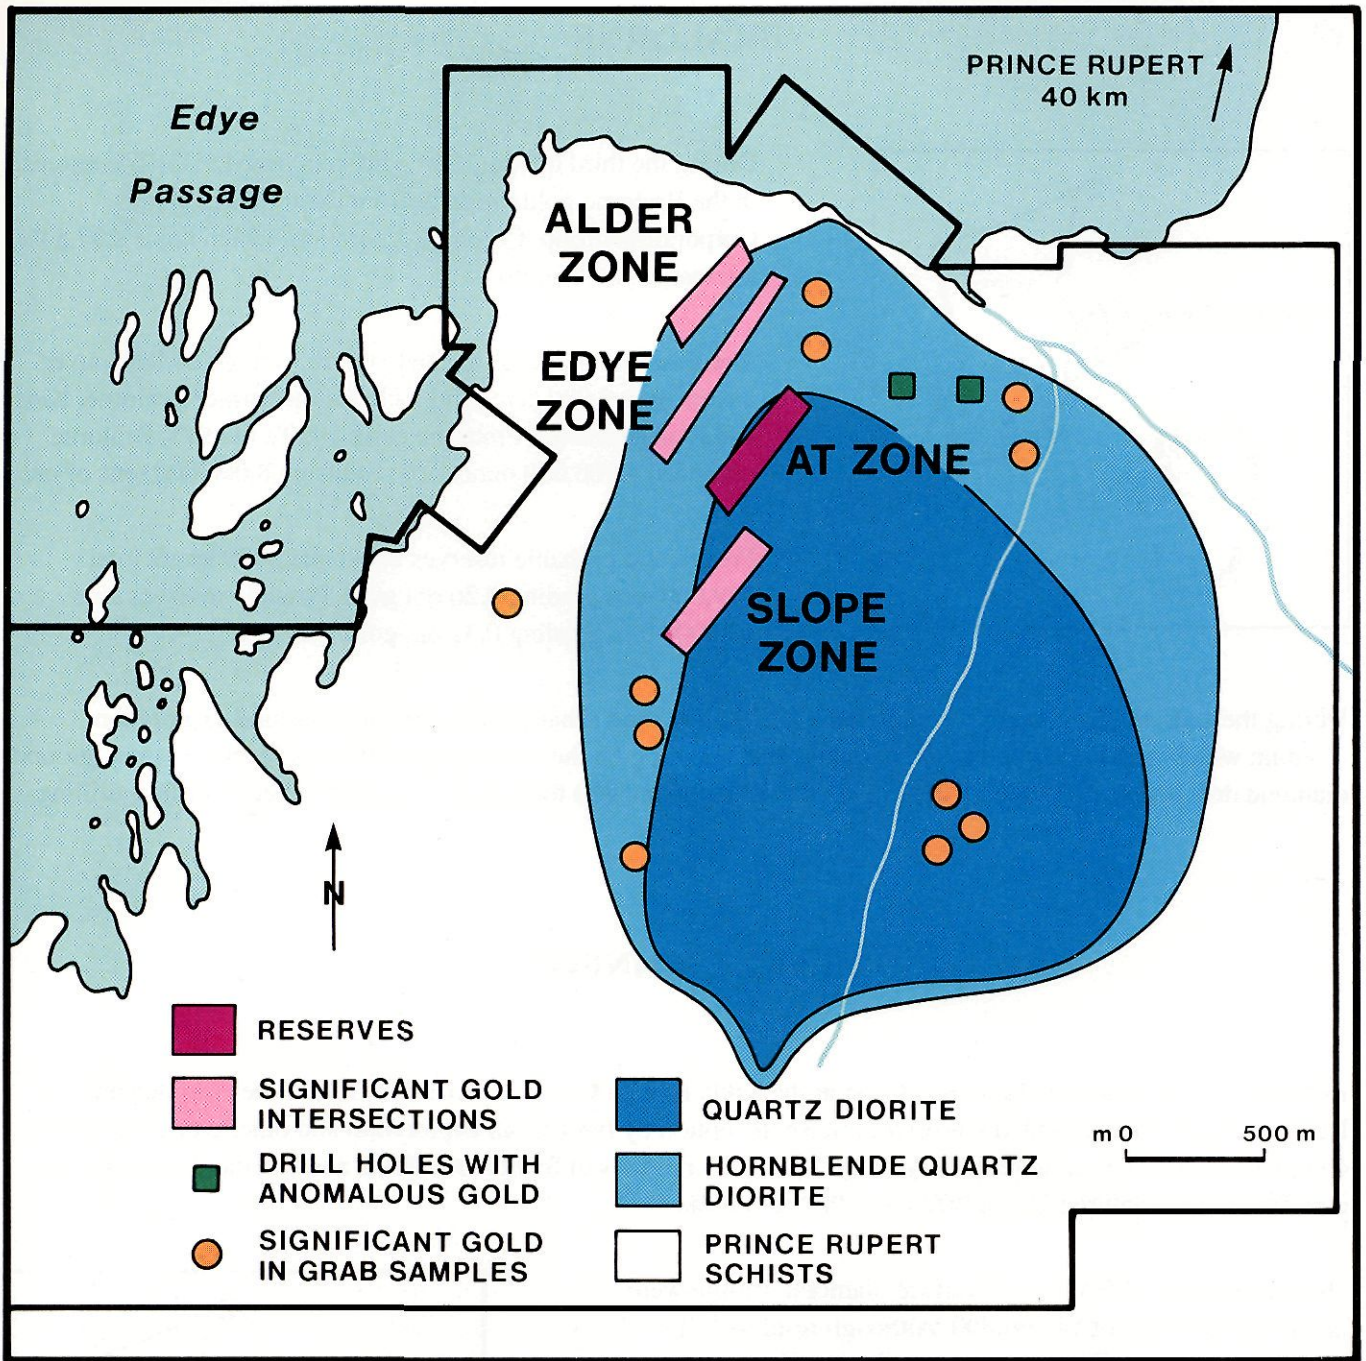 PRINCE RUPERT
40 km
Edye
Passage
ALDER
ZONE
EDYE
ZONE
AT ZONE
SLOPE
ZONE
N
RESERVES
SIGNIFICANT GOLD
INTERSECTIONS
DRILL HOLES WITH
ANOMALOUS GOLD
SIGNIFICANT GOLD
IN GRAB SAMPLES
QUARTZ DIORITE
HORNBLENDE QUARTZ
DIORITE
PRINCE RUPERT
SCHISTS
m 0 500 m